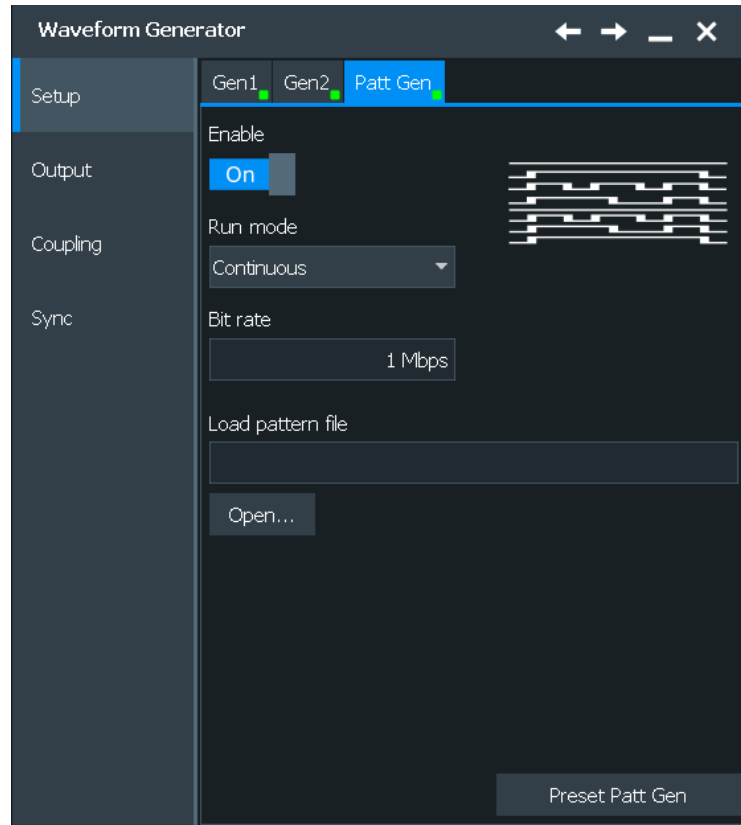 Waveform Generator
Setup
Output
Coupling
Sync
Gen1 Gen2 Patt Gen
Enable
On
Run mode
Continuous
Bit rate
1 Mbps
Load pattern file
Open...
Preset Patt Gen